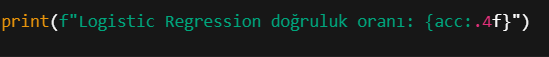 print(f"Logistic Regression doğruluk oranı: {acc:.4f}")